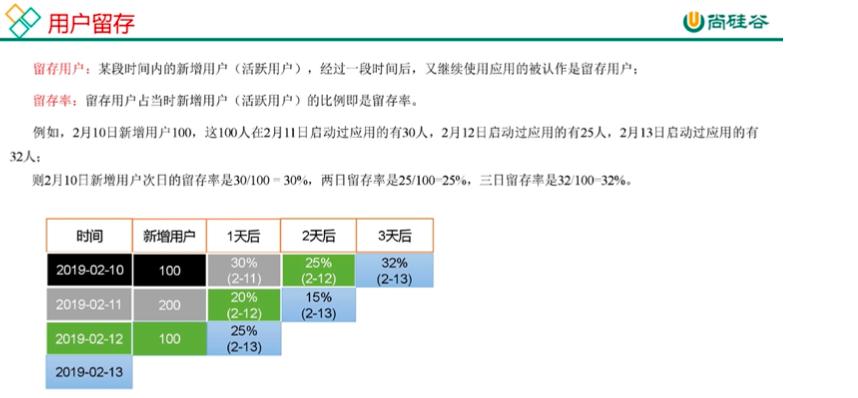 用户留存
尚硅谷
留存用户：某段时间内的新增用户（活跃用户），经过一段时间后，又继续使用应用的被认作是留存用户；
留存率：留存用户占当时新增用户（活跃用户）的比例即是留存率。
例如，2月10日新增用户100，这100人在2月11日启动过应用的有30人，2月12日启动过应用的有25人，2月13日启动过应用的有
32人；
则2月10日新增用户次日的留存率是30/100 = 30%，两日留存率是25/100=25%，三日留存率是32/100=32%。
时间 新增用户 1天后 2天后 3天后
2019-02-10 100 30% 25% 32%
(2-11) (2-12) (2-13)
2019-02-11 200 20% 15%
(2-12) (2-13)
2019-02-12 100 25%
(2-13)
2019-02-13